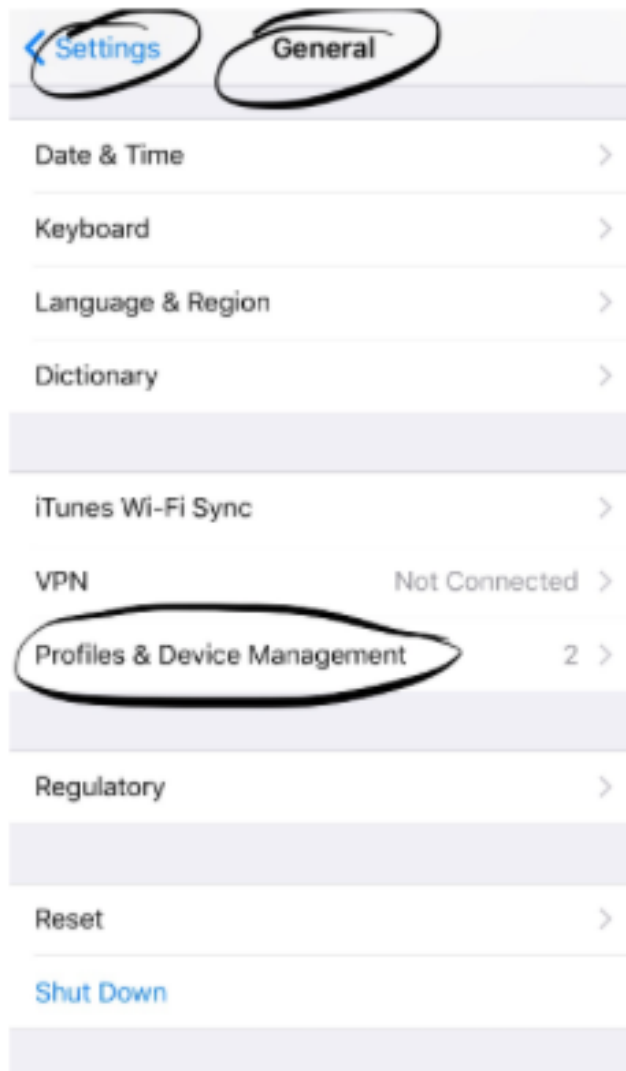 Settings General
Date & Time
Keyboard
Language & Region
Dictionary
iTunes Wi-Fi Sync
VPN Not Connected
Profiles & Device Management 2
Regulatory
Reset
Shut Down